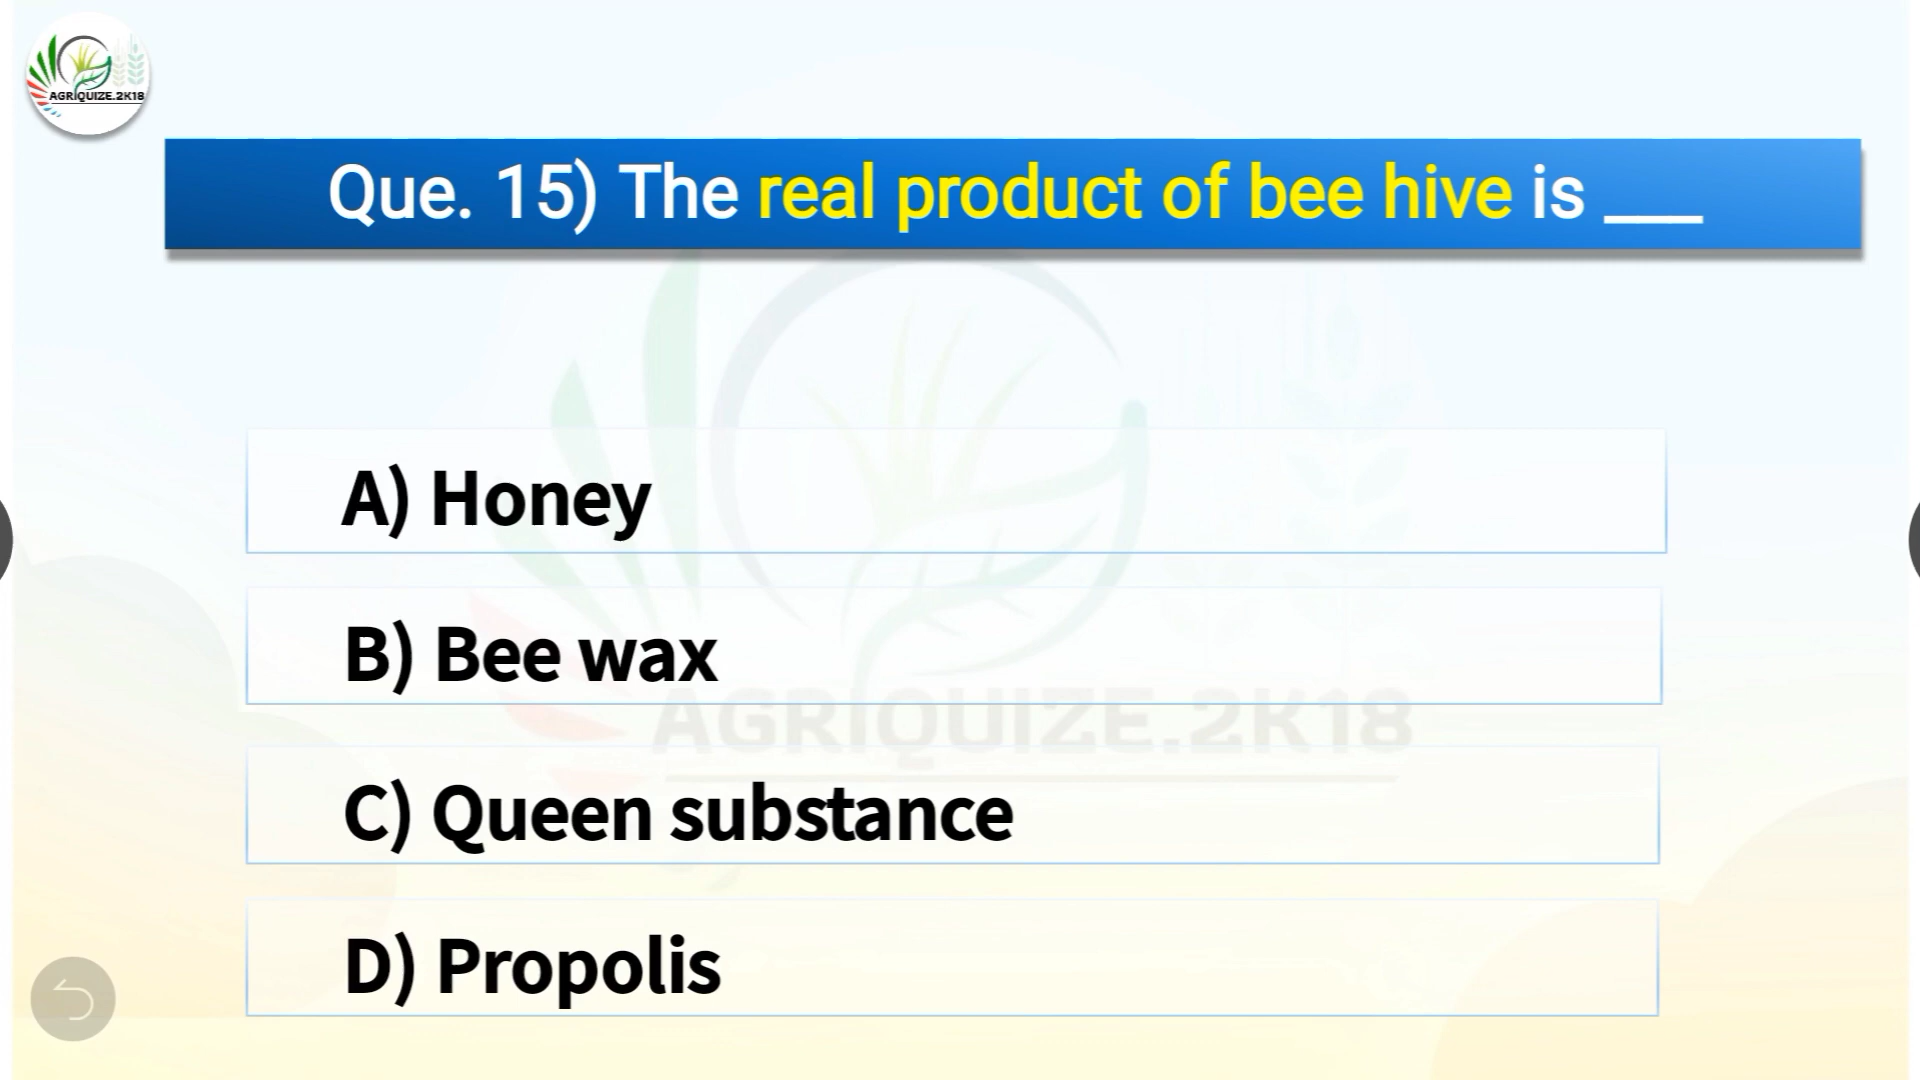 AGRIQUIZE.2K18
Que. 15) The real product of bee hive is ___
A) Honey
B) Bee wax
AGRIQUIZE.2K18
C) Queen substance
D) Propolis